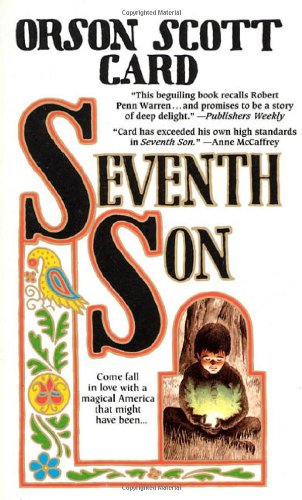 ORSON SCOTT
CARD
"This beguiling book recalls Robert
Penn Warren...and promises to be a story
of deep delight." —Publishers Weekly
"Card has exceeded his own high standards
in Seventh Son." —Anne McCaffrey
SEVENTH
SON
Come fall
in love with a
magical America
that might
have been...